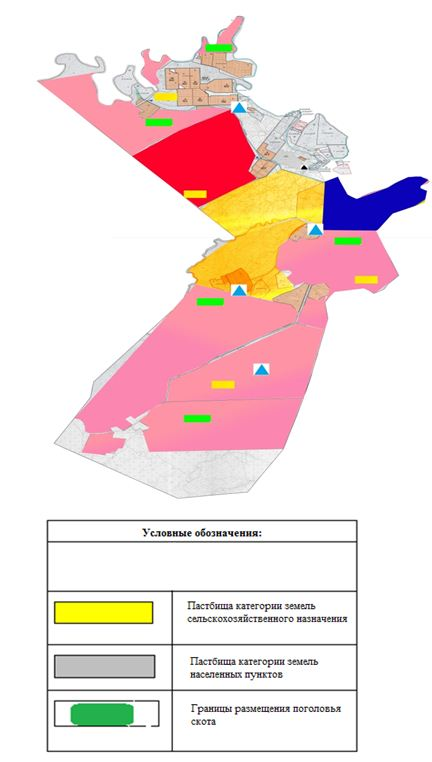 Условные обозначения:
Пастбища категории земель
сельскохозяйственного назначения
Пастбища категории земель
населенных пунктов
Границы размещения поголовья
скота